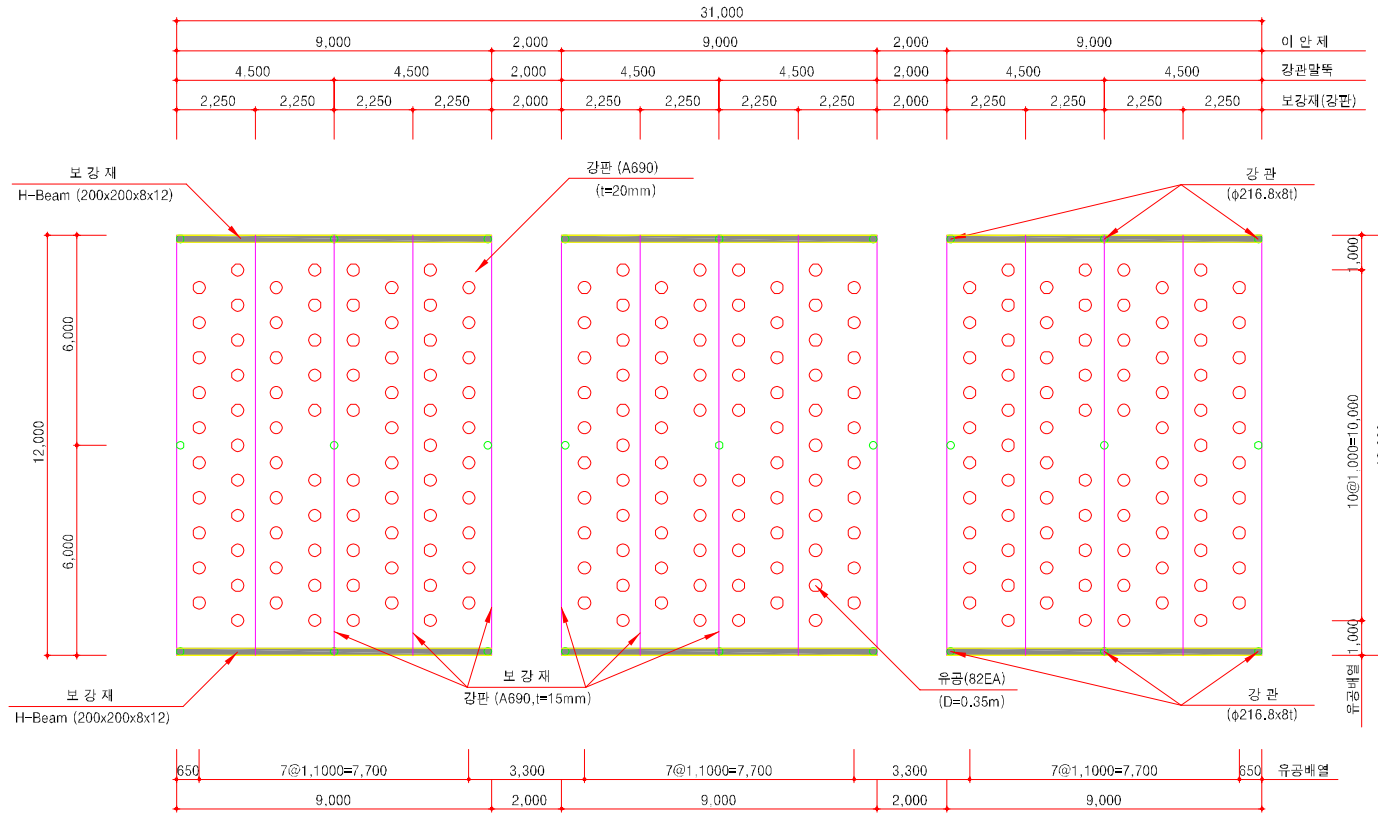 31,000
9,000 2,000 9,000 2,000 9,000 이 안 제
4,500 4,500 2,000 4,500 4,500 2,000 4,500 4,500 강관말뚝
2,250 2,250 2,250 2,250 2,000 2,250 2,250 2,250 2,250 2,000 2,250 2,250 2,250 2,250 보강재(강판)
보 강 재
H-Beam (200x200x8x12)
강판 (A690)
(t=20mm)
강 관
(ϕ216.8x8t)
12,000
6,000
6,000
1,000
10@1,000=10,000
1,000
유공배열
보 강 재
H-Beam (200x200x8x12)
보 강 재
강판 (A690,t=15mm)
유공(82EA)
(D=0.35m)
강 관
(ϕ216.8x8t)
650 7@1,1000=7,700 3,300 7@1,1000=7,700 3,300 7@1,1000=7,700 650 유공배열
9,000 2,000 9,000 2,000 9,000